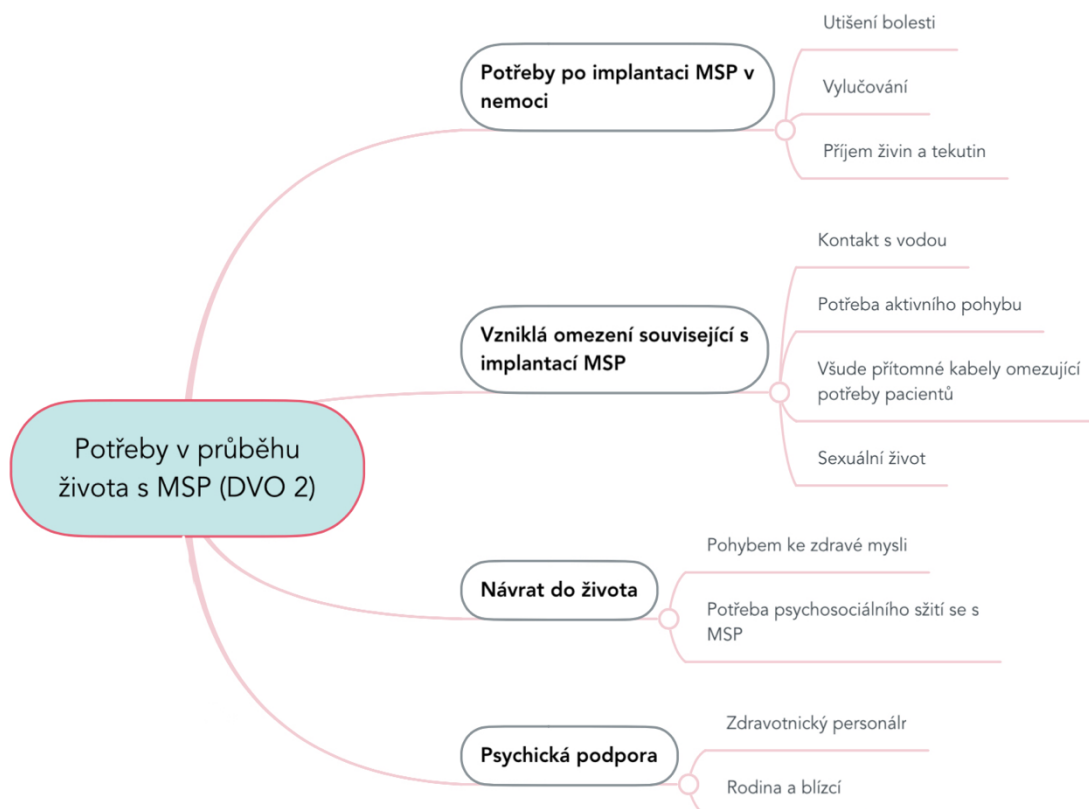 Utišení bolesti
Potřeby po implantaci MSP v
nemoci
Vylučování
Příjem živin a tekutin
Kontakt s vodou
Potřeba aktivního pohybu
Vzniklá omezení související s
implantací MSP
Všude přítomné kabely omezující
potřeby pacientů
Sexuální život
Potřeby v průběhu
života s MSP (DVO 2)
Pohybem ke zdravé mysli
Návrat do života
Potřeba psychosociálního sžití se s
MSP
Zdravotnický personálr
Psychická podpora
Rodina a blízcí